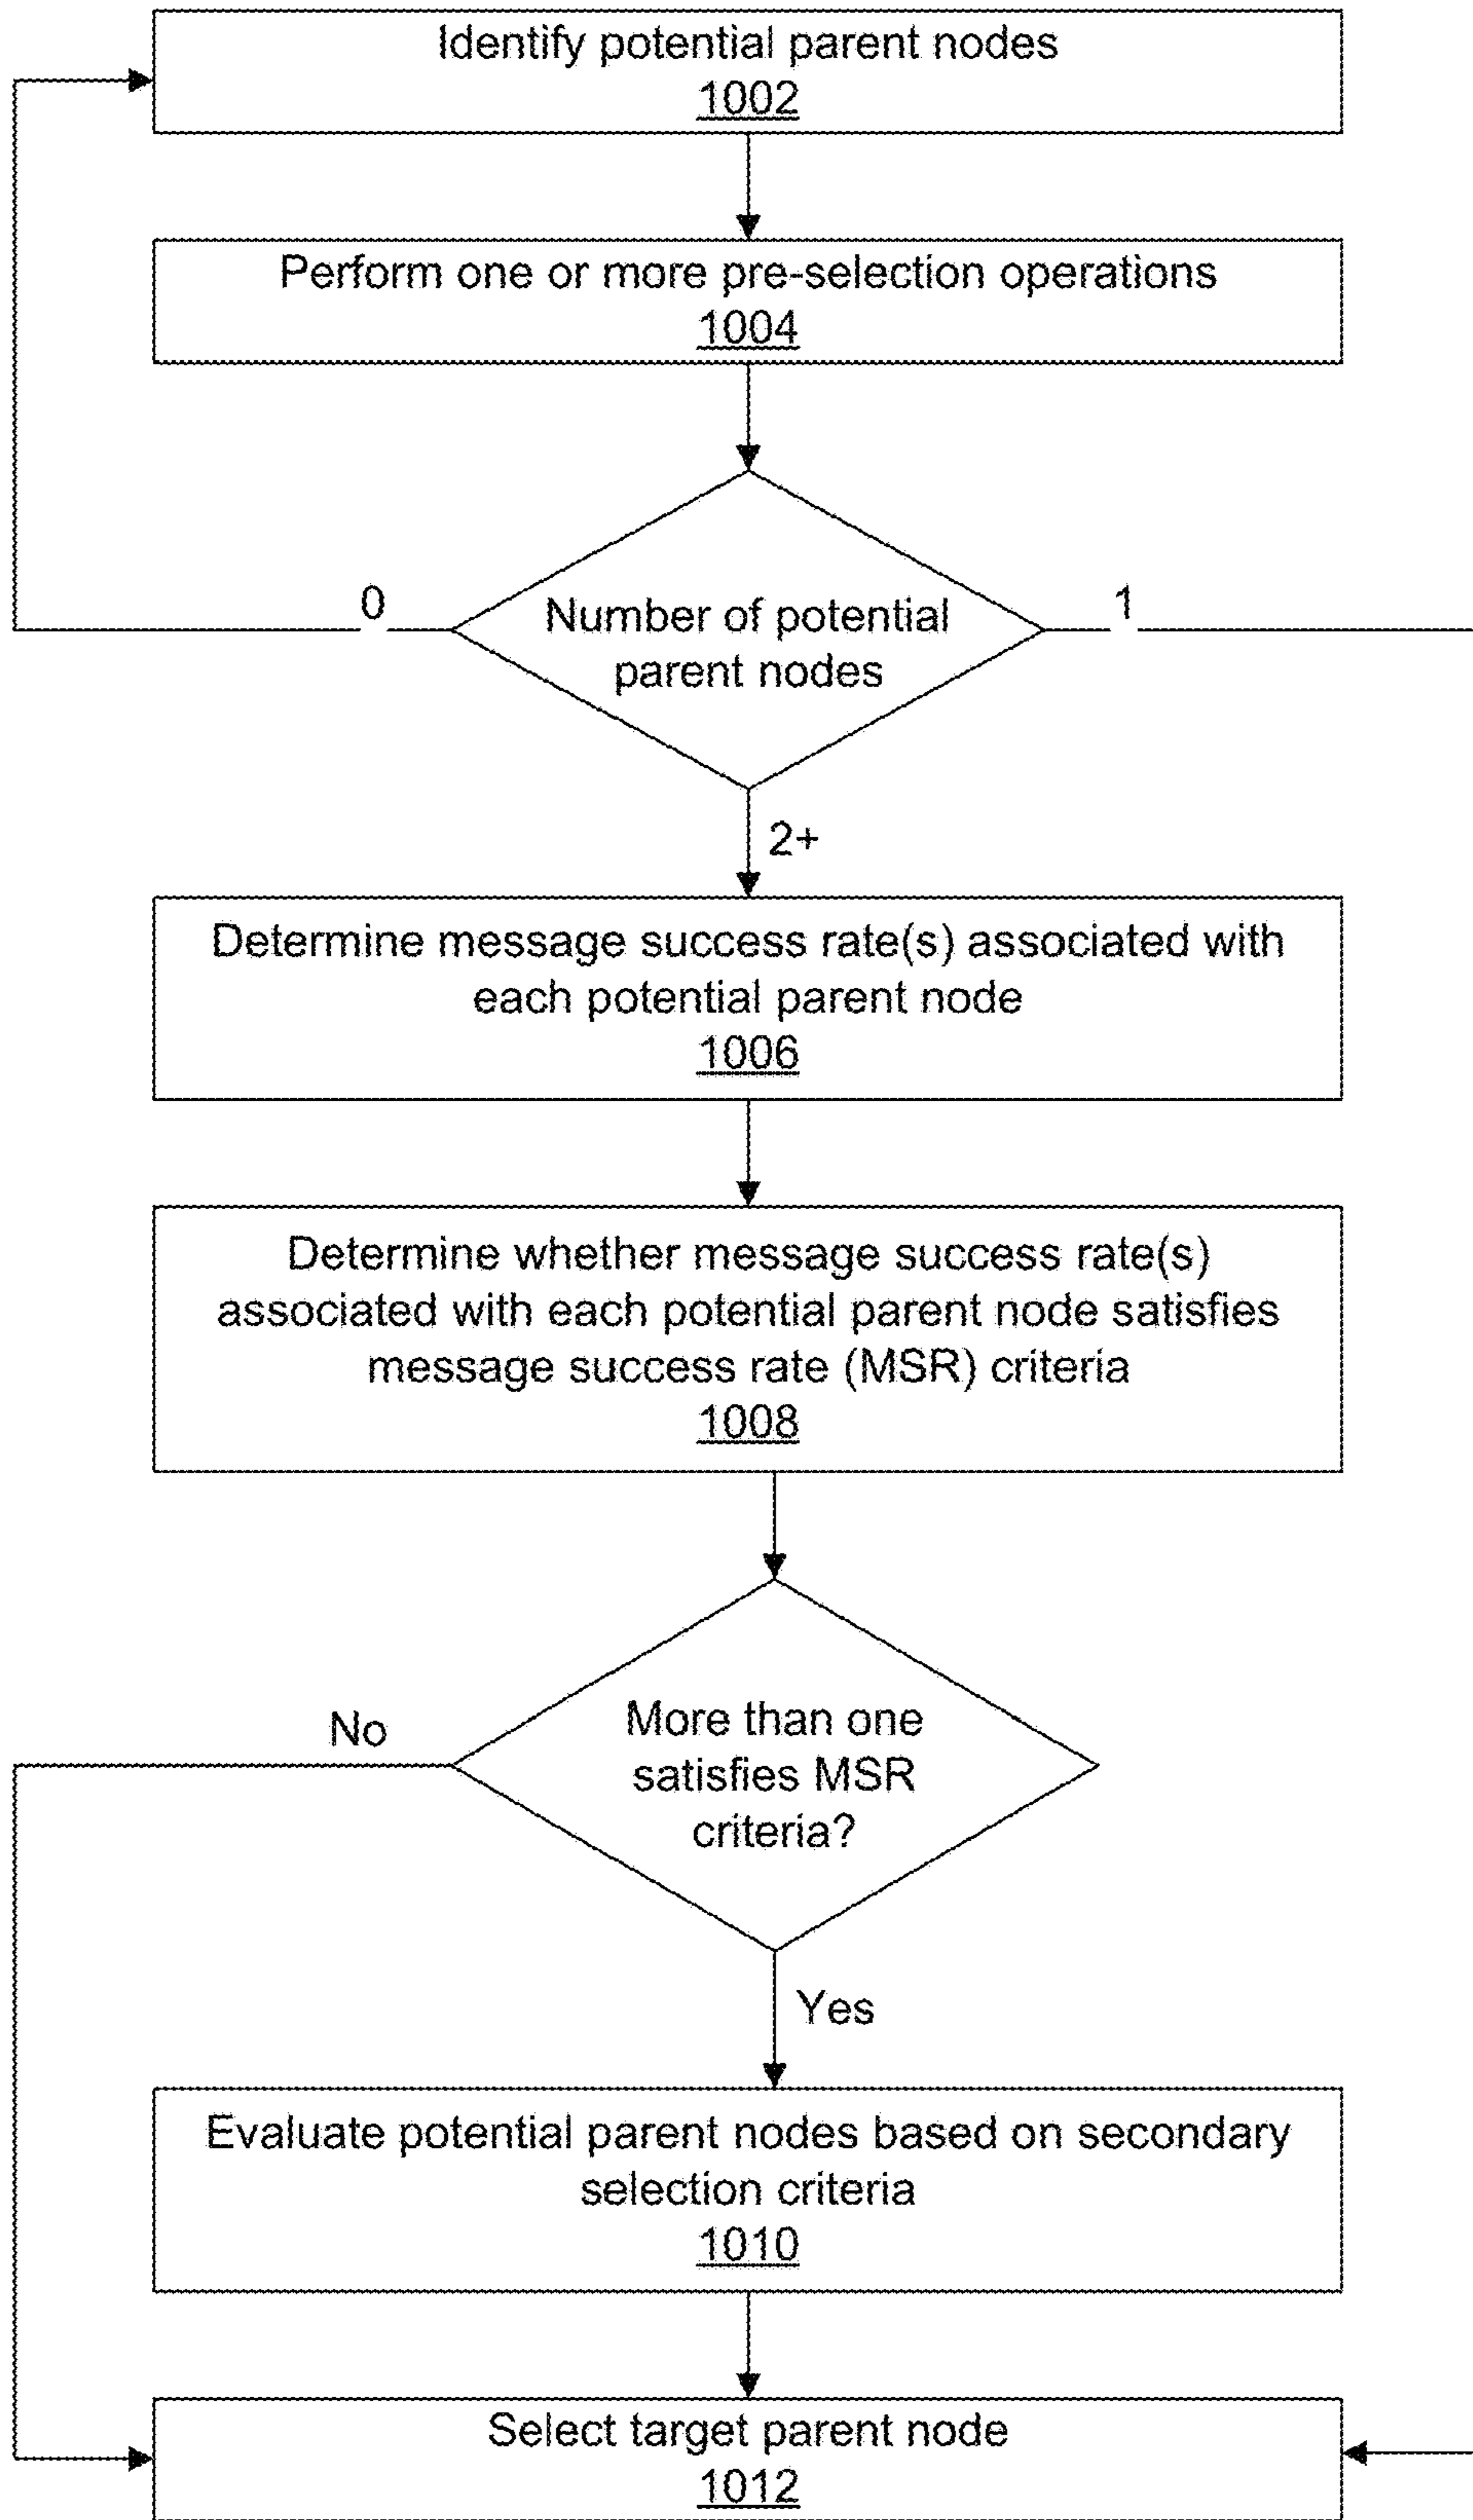 Identify potential parent nodes
1002
Perform one or more pre-selection operations
1004
0
Number of potential
parent nodes
1
2+
Determine message success rate(s) associated with
each potential parent node
1006
Determine whether message success rate(s)
associated with each potential parent node satisfies
message success rate (MSR) criteria
1008
No
More than one
satisfies MSR
criteria?
Yes
Evaluate potential parent nodes based on secondary
selection criteria
1010
Select target parent node
1012